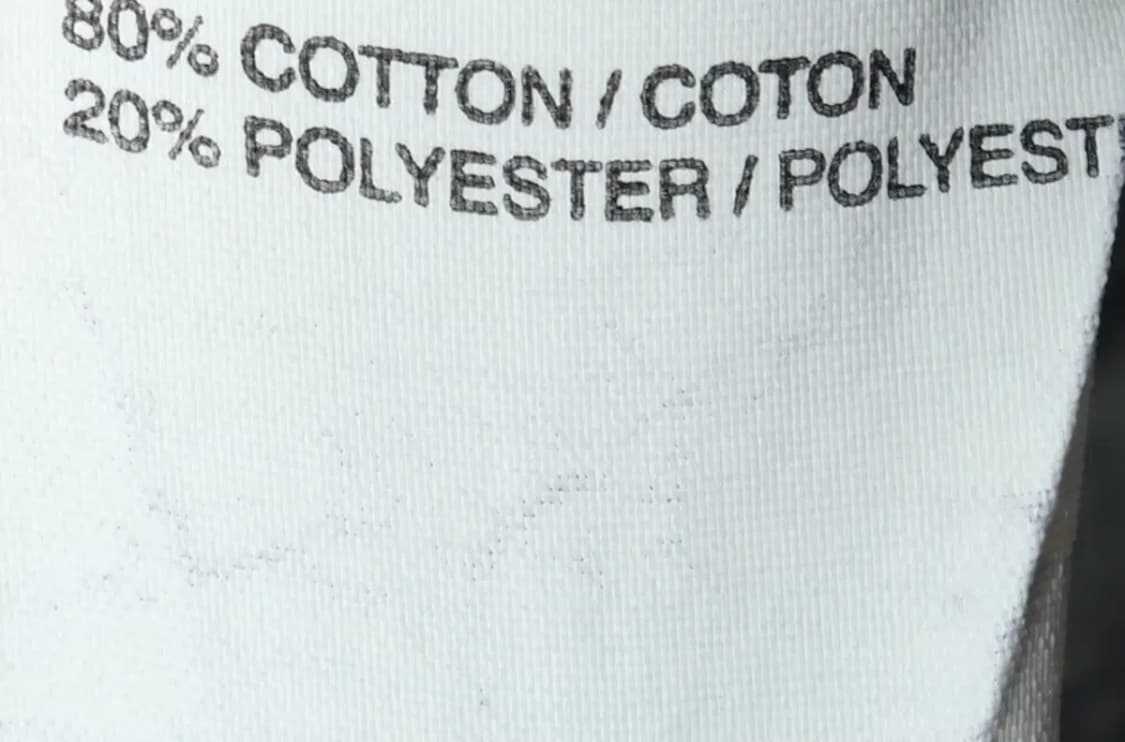 80% COTTON / COTON
20% POLYESTER / POLYEST